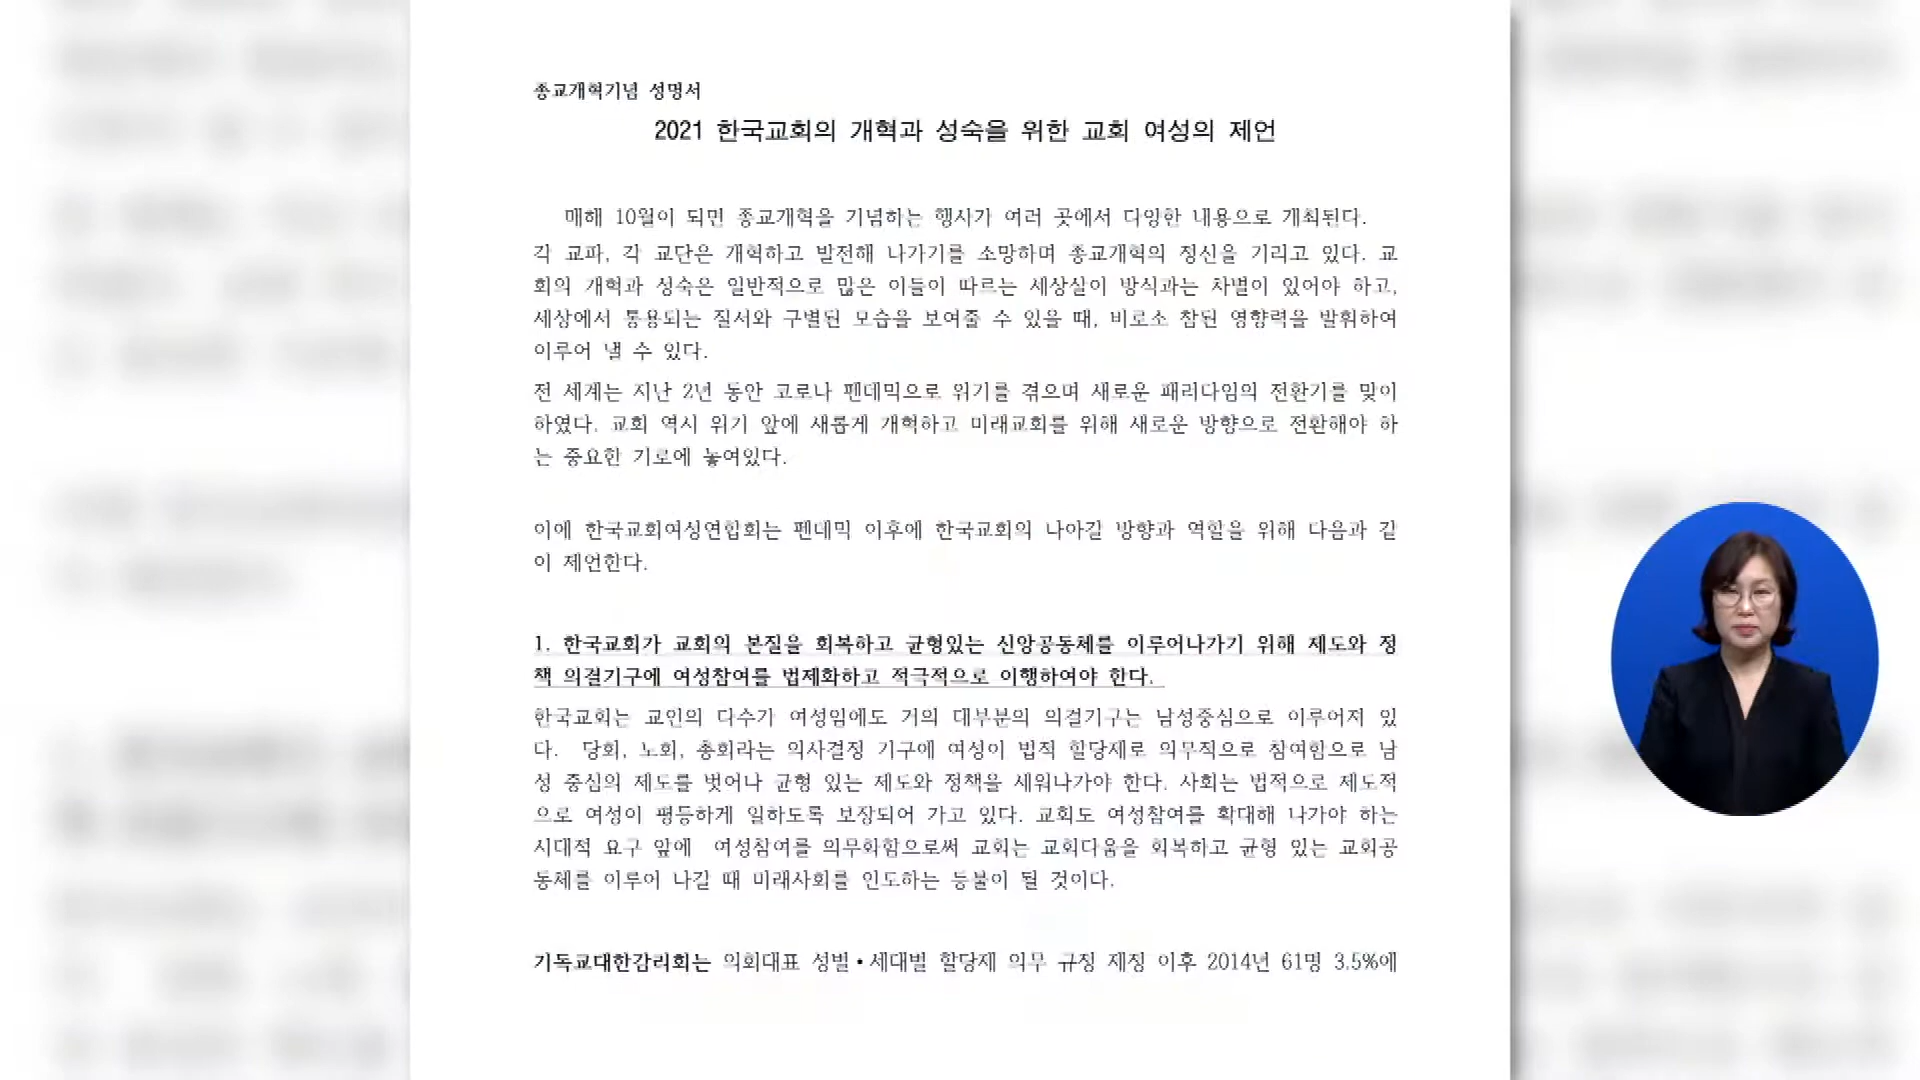 종교개혁기념 성명서
2021 한국교회의 개혁과 성숙을 위한 교회 여성의 제언
매해 10월이 되면 종교개혁을 기념하는 행사가 여러 곳에서 다양한 내용으로 개최된다.
각 교파, 각 교단은 개혁하고 발전해 나가기를 소망하며 종교개혁의 정신을 기리고 있다. 교
회의 개혁과 성숙은 일반적으로 많은 이들이 따르는 세상살이 방식과는 차별이 있어야 하고,
세상에서 통용되는 질서와 구별된 모습을 보여줄 수 있을 때, 비로소 참된 영향력을 발휘하여
이루어 낼 수 있다.
전 세계는 지난 2년 동안 코로나 펜데믹으로 위기를 겪으며 새로운 패러다임의 전환기를 맞이
하였다. 교회 역시 위기 앞에 새롭게 개혁하고 미래교회를 위해 새로운 방향으로 전환해야 하
는 중요한 기로에 놓여있다.
이에 한국교회여성연합회는 펜데믹 이후에 한국교회의 나아갈 방향과 역할을 위해 다음과 같
이 제언한다.
1. 한국교회가 교회의 본질을 회복하고 균형있는 신앙공동체를 이루어나가기 위해 제도와 정
책 의결기구에 여성참여를 법제화하고 적극적으로 이행하여야 한다.
한국교회는 교인의 다수가 여성임에도 거의 대부분의 의결기구는 남성중심으로 이루어져 있
다. 당회, 노회, 총회라는 의사결정 기구에 여성이 법적 할당제로 의무적으로 참여함으로 남
성 중심의 제도를 벗어나 균형 있는 제도와 정책을 세워나가야 한다. 사회는 법적으로 제도적
으로 여성이 평등하게 일하도록 보장되어 가고 있다. 교회도 여성참여를 확대해 나가야 하는
시대적 요구 앞에 여성참여를 의무화함으로써 교회는 교회다움을 회복하고 균형 있는 교회공
동체를 이루어 나갈 때 미래사회를 인도하는 등불이 될 것이다.
기독교대한감리회는 의회대표 성별•세대별 할당제 의무 규정 제정 이후 2014년 61명 3.5%에